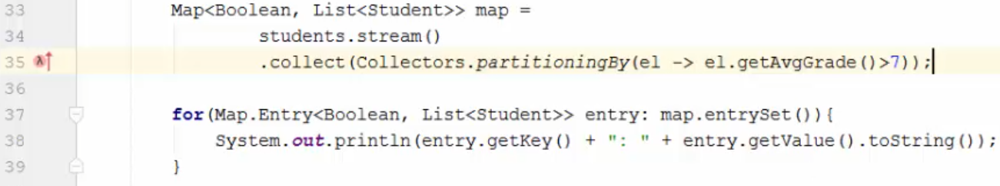 33 Map<Boolean, List<Student>> map =
34 students.stream()
35 .collect(Collectors.partitioningBy(el -> el.getAvgGrade()>7));
36
37 for(Map.Entry<Boolean, List<Student>> entry: map.entrySet()){
38 System.out.println(entry.getKey() + ": " + entry.getValue().toString());
39 }